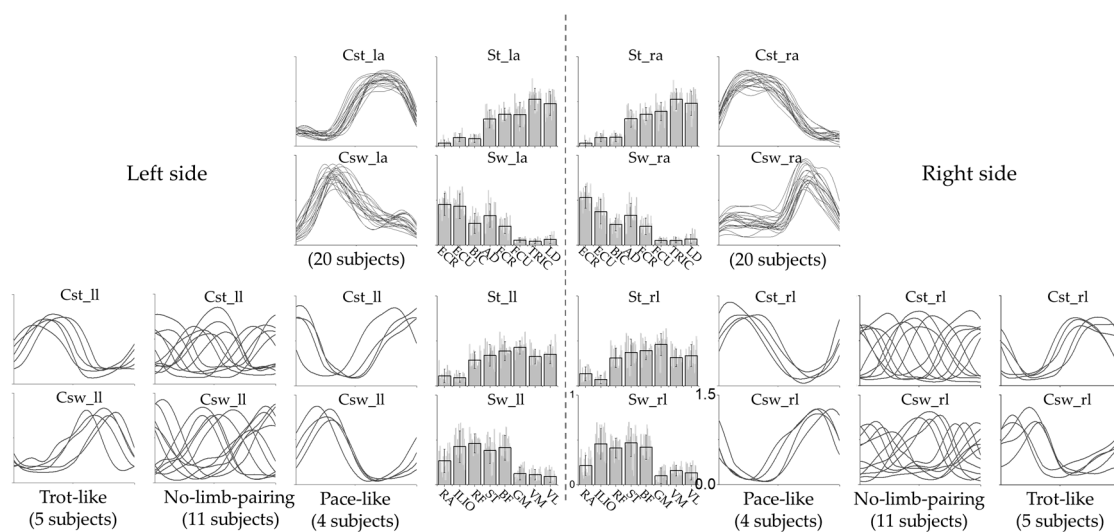 Cst_la St_la St_ra Cst_ra
Left side Csw_la Sw_la Sw_ra Csw_ra Right side
ECR ECU BIC AD FCR FCU TRIC LD
ECR ECU BIC AD FCR FCU TRIC LD
(20 subjects) (20 subjects)
Cst_ll Cst_ll Cst_ll St_ll St_rl Cst_rl Cst_rl Cst_rl
Csw_ll Csw_ll Csw_ll Sw_ll 1 Sw_rl 1.5 Csw_rl Csw_rl Csw_rl
0 0.0
RA ILIO RF ST BF GM VM VL
RA ILIO RF ST BF GM VM VL
Trot-like No-limb-pairing Pace-like Pace-like No-limb-pairing Trot-like
(5 subjects) (11 subjects) (4 subjects) (4 subjects) (11 subjects) (5 subjects)